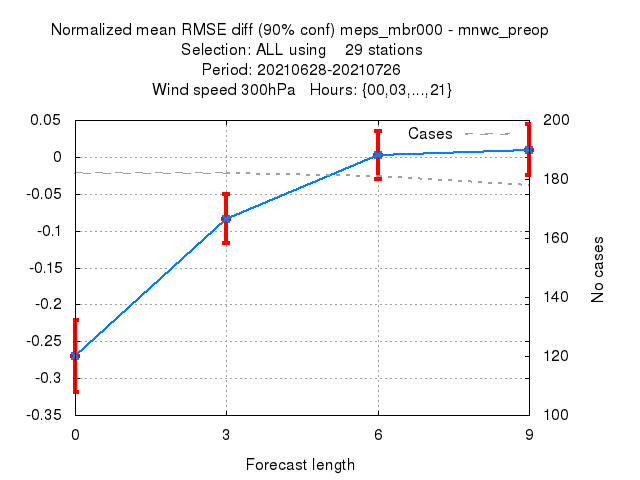 Normalized mean RMSE diff (90% conf) meps_mbr000 - mnwc_preop
Selection: ALL using    29 stations
Period: 20210628-20210726
Wind speed 300hPa   Hours: {00,03,...,21}
Cases
0.05
0
-0.05
-0.1
-0.15
-0.2
-0.25
-0.3
-0.35
200
180
160
140
120
100
No cases
0 3 6 9
Forecast length